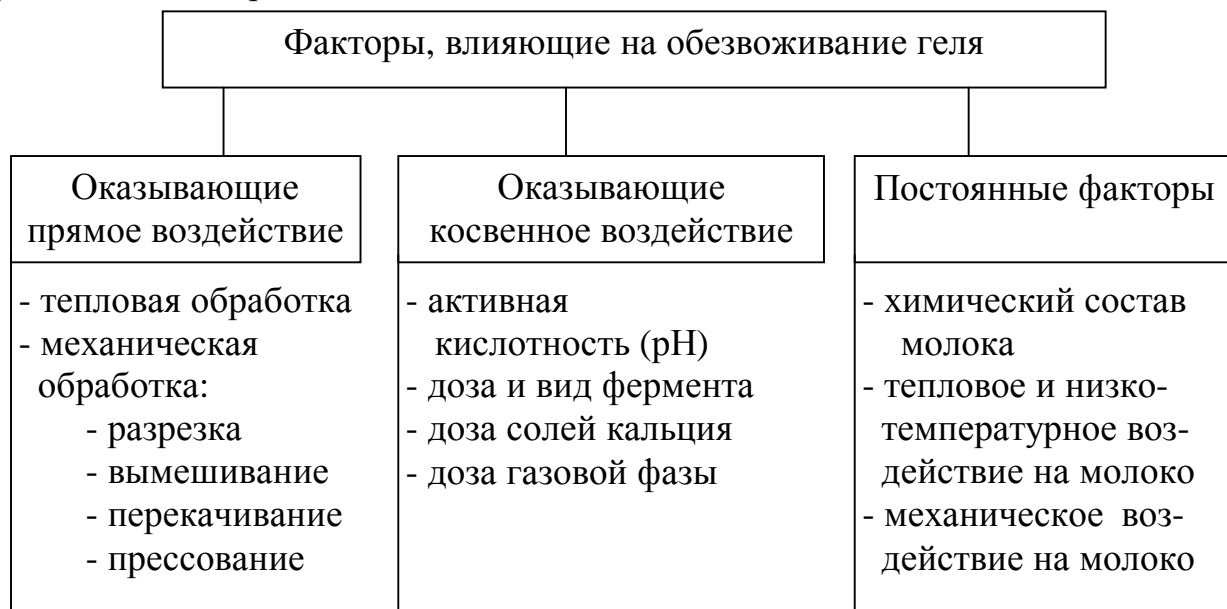 Факторы, влияющие на обезвоживание геля
Оказывающие
прямое воздействие
- тепловая обработка
- механическая
обработка:
- разрезка
- вымешивание
- перекачивание
- прессование
Оказывающие
косвенное воздействие
- активная
кислотность (рН)
- доза и вид фермента
- доза солей кальция
- доза газовой фазы
Постоянные факторы
- химический состав
молока
- тепловое и низко-
температурное воз-
действие на молоко
- механическое воз-
действие на молоко